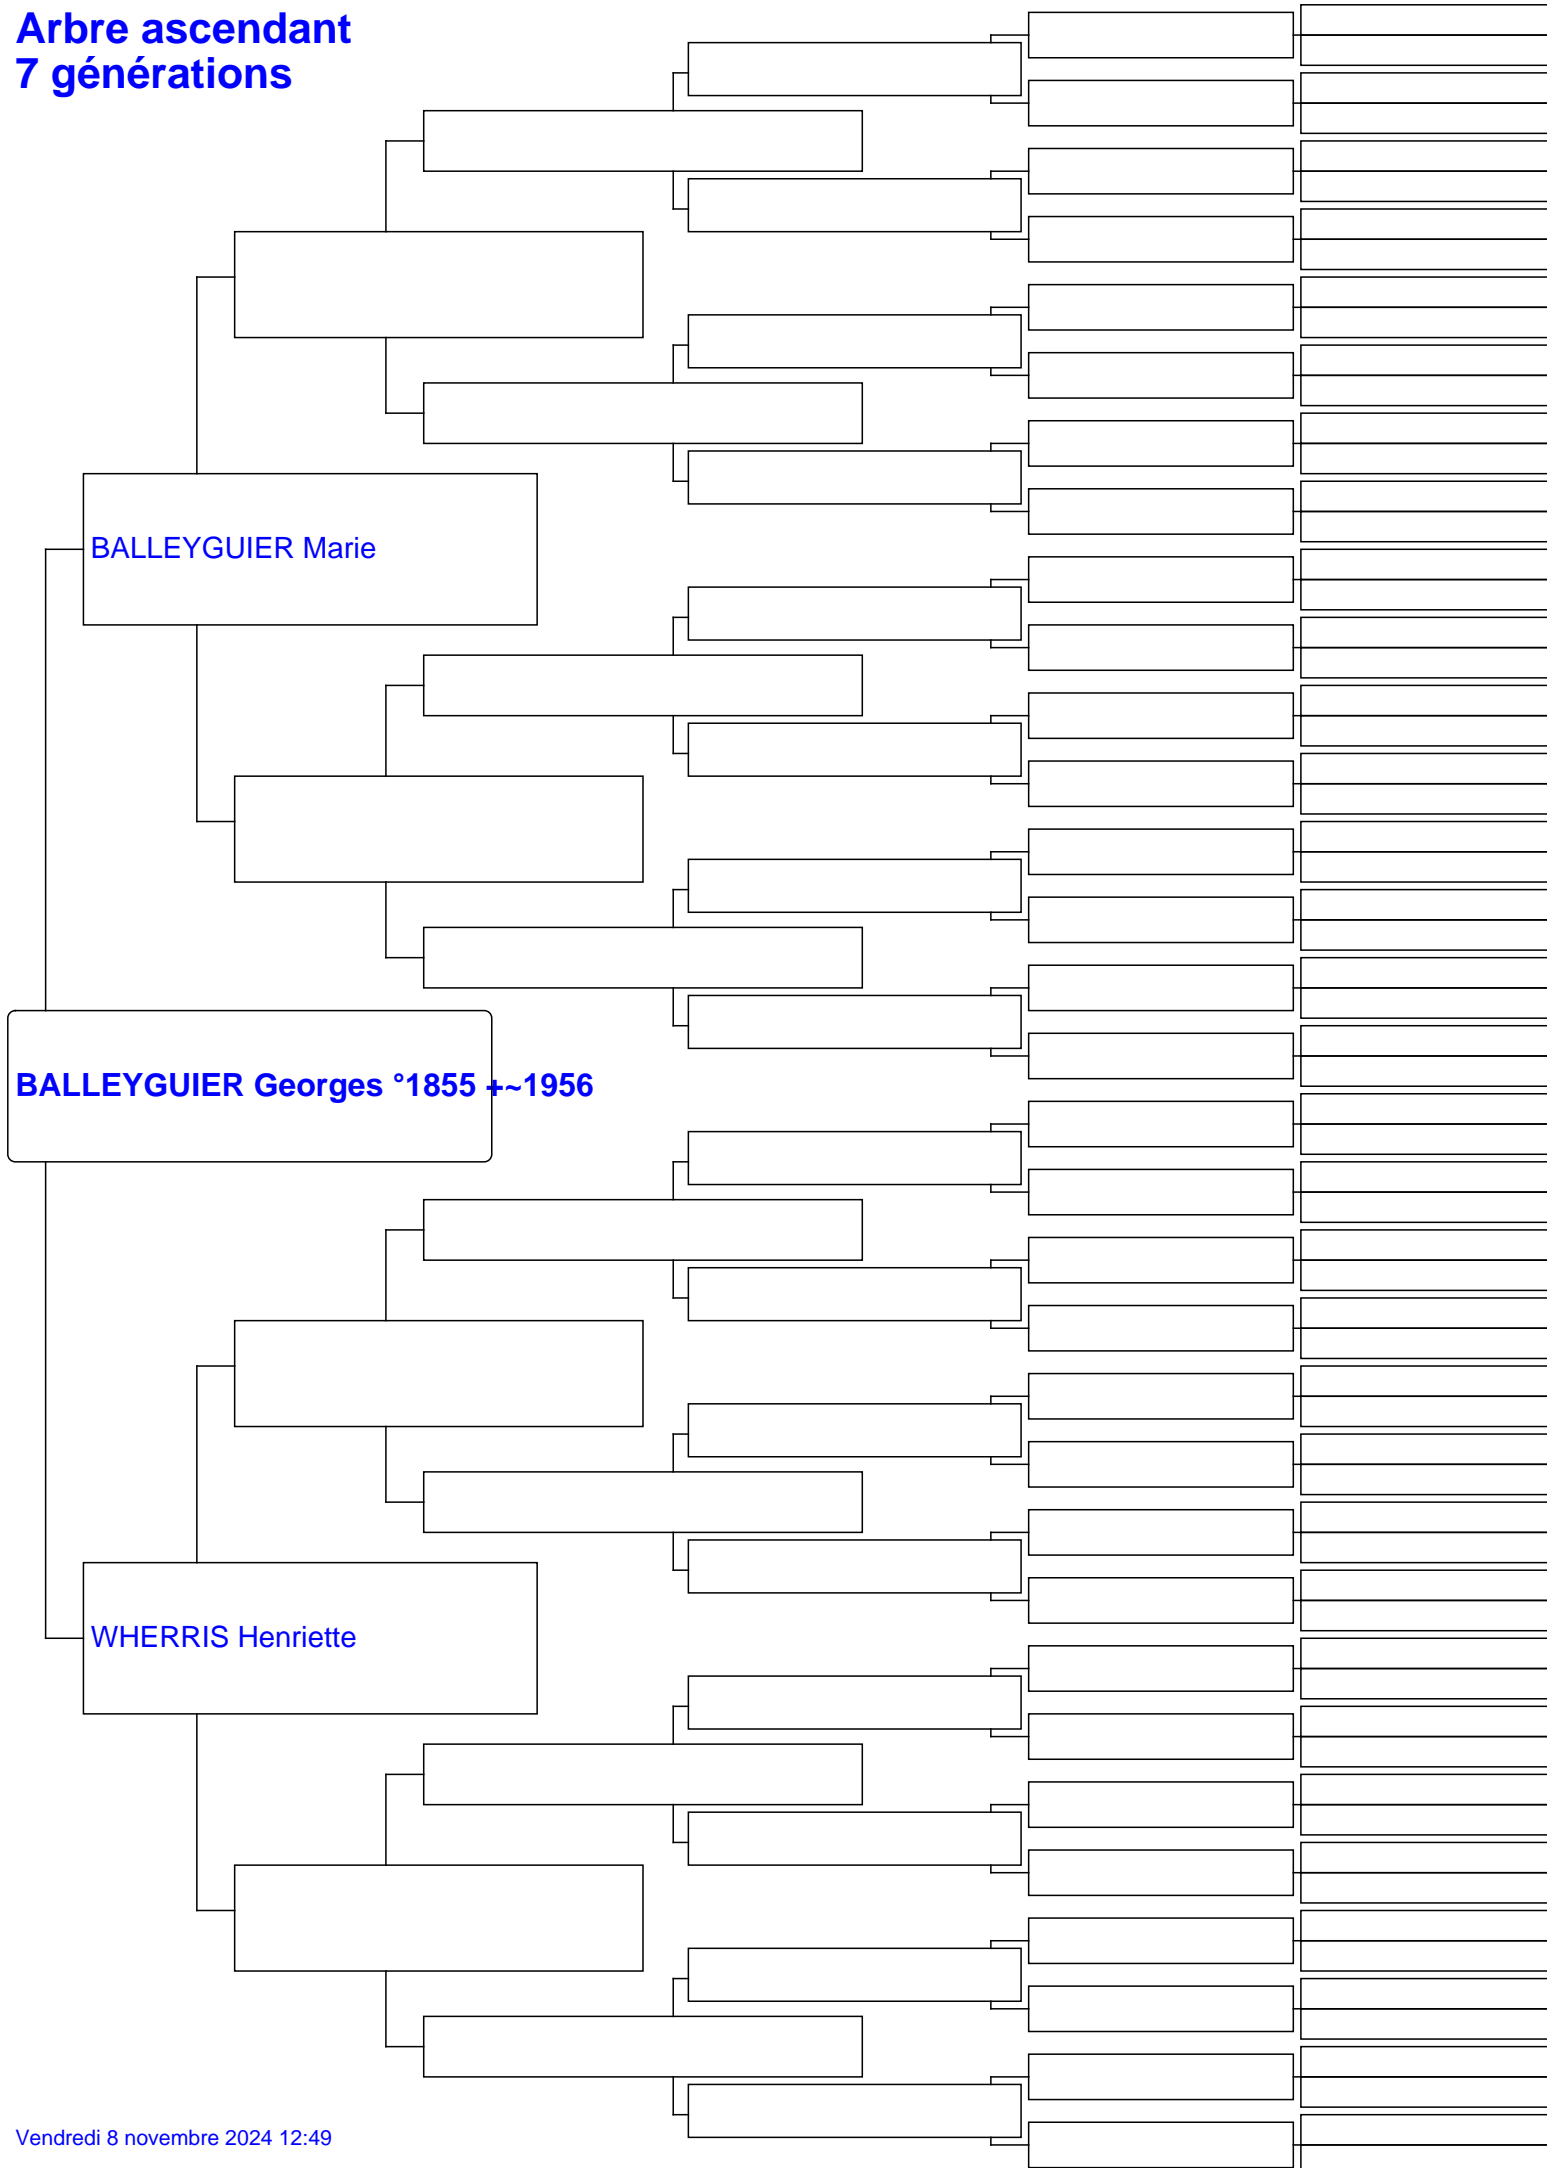 Arbre ascendant
7 générations
BALLEYGUIER Marie
BALLEYGUIER Georges °1855 +~1956
WHERRIS Henriette
Vendredi 8 novembre 2024 12:49